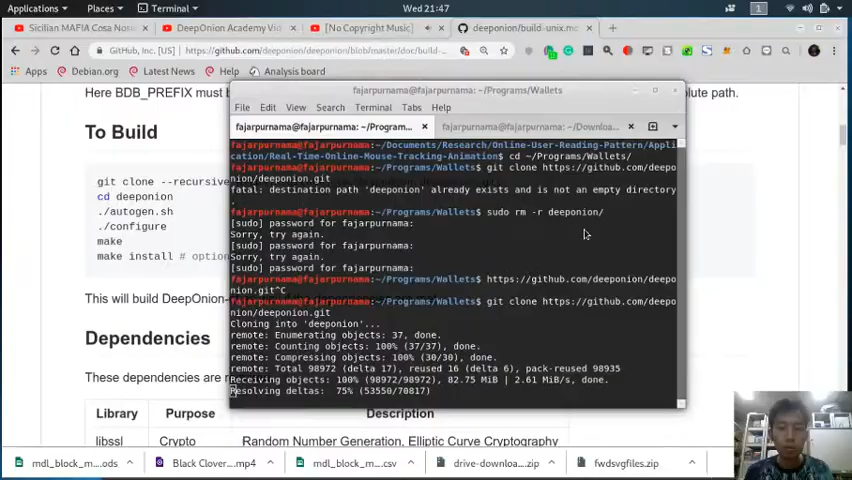 Applications Places Terminal Wed 21:47 1
Sicilian MAFIA Cosa Nos DeepOnion Academy Vid [No Copyright Music] deeponion/build-unix.m
GitHub, Inc. [US] https://github.com/deeponion/deeponion/blob/master/doc/build-
Apps Debian.org Latest News Help Analysis board
Here BDB_PREFIX must b
olute path.
To Build
git clone --recursiv
cd deeponion
./autogen.sh
./configure
make
make install # optio
This will build DeepOnion-
Dependencies
These dependencies are r
Library Purpose Description
libssl Crypto Random Number Generation, Elliptic Curve Cryptography
fajarpurnama@fajarpurnama: ~/Programs/Wallets
File Edit View Search Terminal Tabs Help
fajarpurnama@fajarpurnama: ~/Program... fajarpurnama@fajarpurnama: ~/Downloa...
fajarpurnama@fajarpurnama:~/Documents/Research/Online-User-Reading-Pattern/Appli
cation/Real-Time-Online-Mouse-Tracking-Animation$ cd ~/Programs/Wallets/
fajarpurnama@fajarpurnama:~/Programs/Wallets$ git clone https://github.com/deepo
nion/deeponion.git
fatal: destination path 'deeponion' already exists and is not an empty directory
.
fajarpurnama@fajarpurnama:~/Programs/Wallets$ sudo rm -r deeponion/
[sudo] password for fajarpurnama:
Sorry, try again.
[sudo] password for fajarpurnama:
Sorry, try again.
[sudo] password for fajarpurnama:
fajarpurnama@fajarpurnama:~/Programs/Wallets$ https://github.com/deeponion/deepo
nion.git^C
fajarpurnama@fajarpurnama:~/Programs/Wallets$ git clone https://github.com/deepo
nion/deeponion.git
Cloning into 'deeponion'...
remote: Enumerating objects: 37, done.
remote: Counting objects: 100% (37/37), done.
remote: Compressing objects: 100% (30/30), done.
remote: Total 98972 (delta 17), reused 16 (delta 6), pack-reused 98935
Receiving objects: 100% (98972/98972), 82.75 MiB | 2.61 MiB/s, done.
Resolving deltas: 75% (53550/70817)
mdl_block_m....ods Black Clover....mp4 mdl_block_m....csv drive-downloa....zip fwdsvgfiles.zip